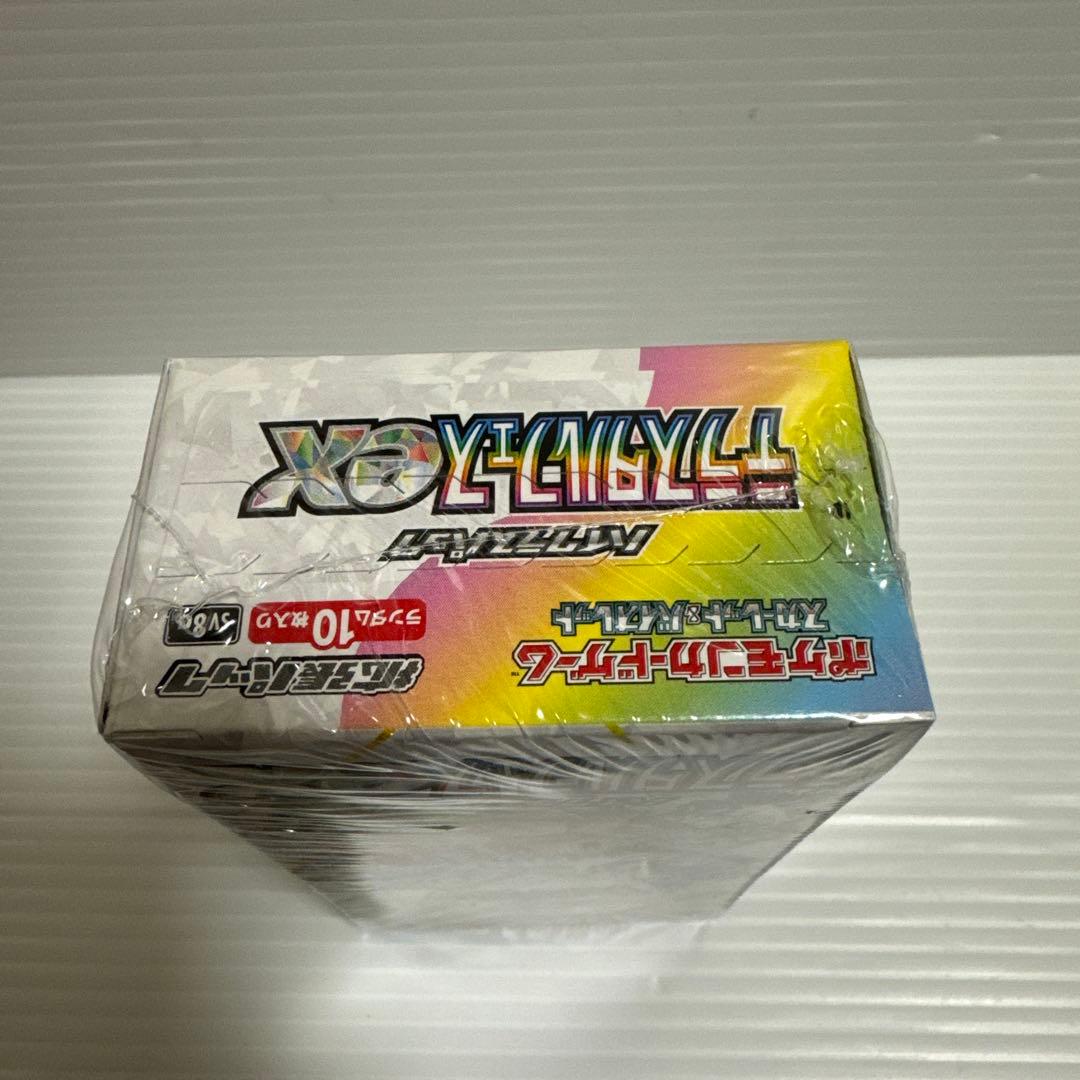 ポケモンカードゲーム™
スカーレット&バイオレット
拡張パック
ランダム10枚入り
SV8a
ハイクラスパック
テラスタルフェスex